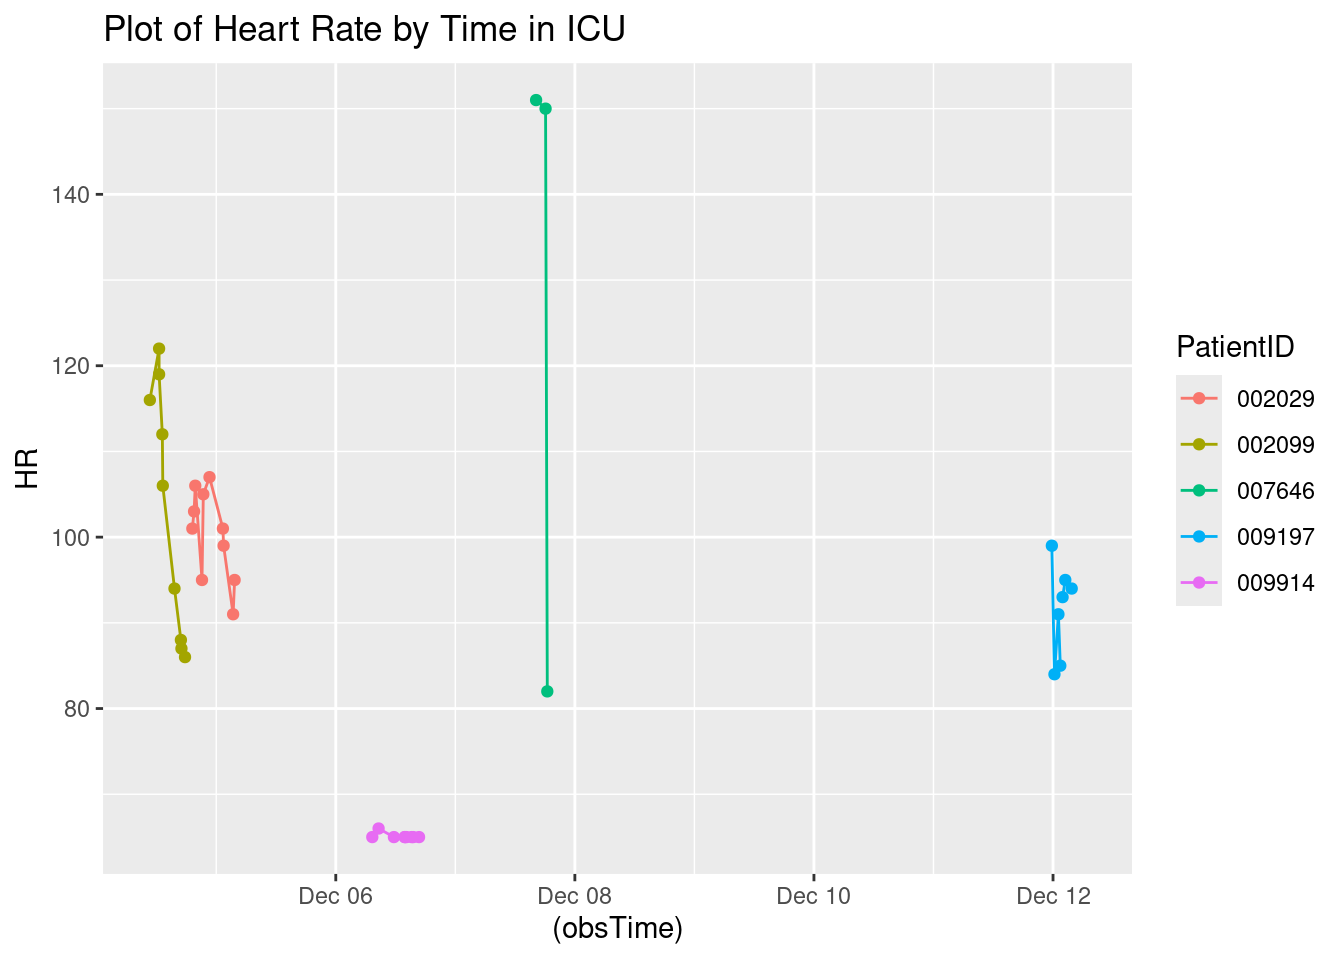 Plot of Heart Rate by Time in ICU
140
120
100
80
HR
Dec 06
Dec 08
Dec 10
Dec 12
(obsTime)
PatientID
002029
002099
007646
009197
009914